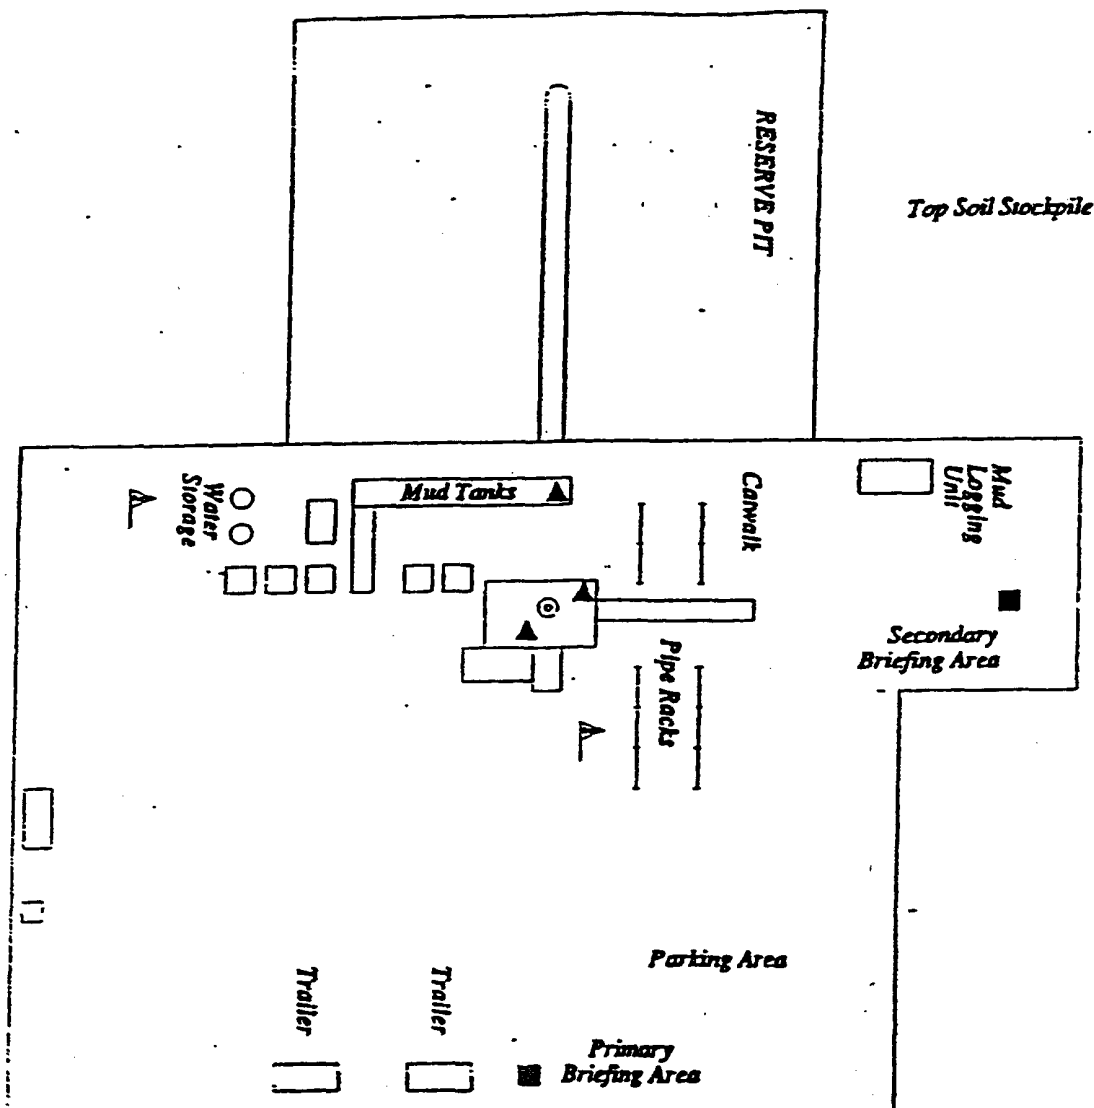 RESERVE PIT
Top Soil Stockpile
Mud Tanks
Water
Storage
Catwalk
Mud
Logging
Unit
Secondary
Briefing Area
Pipe Racks
Parking Area
Trailer
Trailer
Primary
Briefing Area